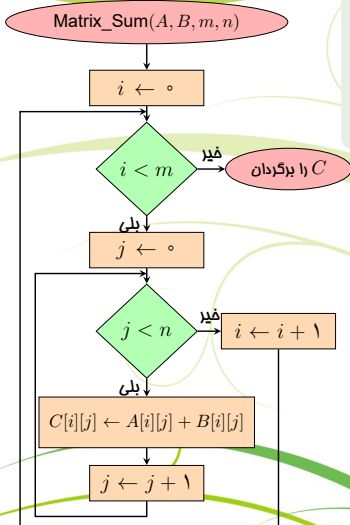 Matrix_Sum(A, B, m, n)
i ← ۰
i < m
خیر
C را برگردان
بلی
j ← ۰
j < n
خیر
i ← i + ۱
بلی
C[i][j] ← A[i][j] + B[i][j]
j ← j + ۱